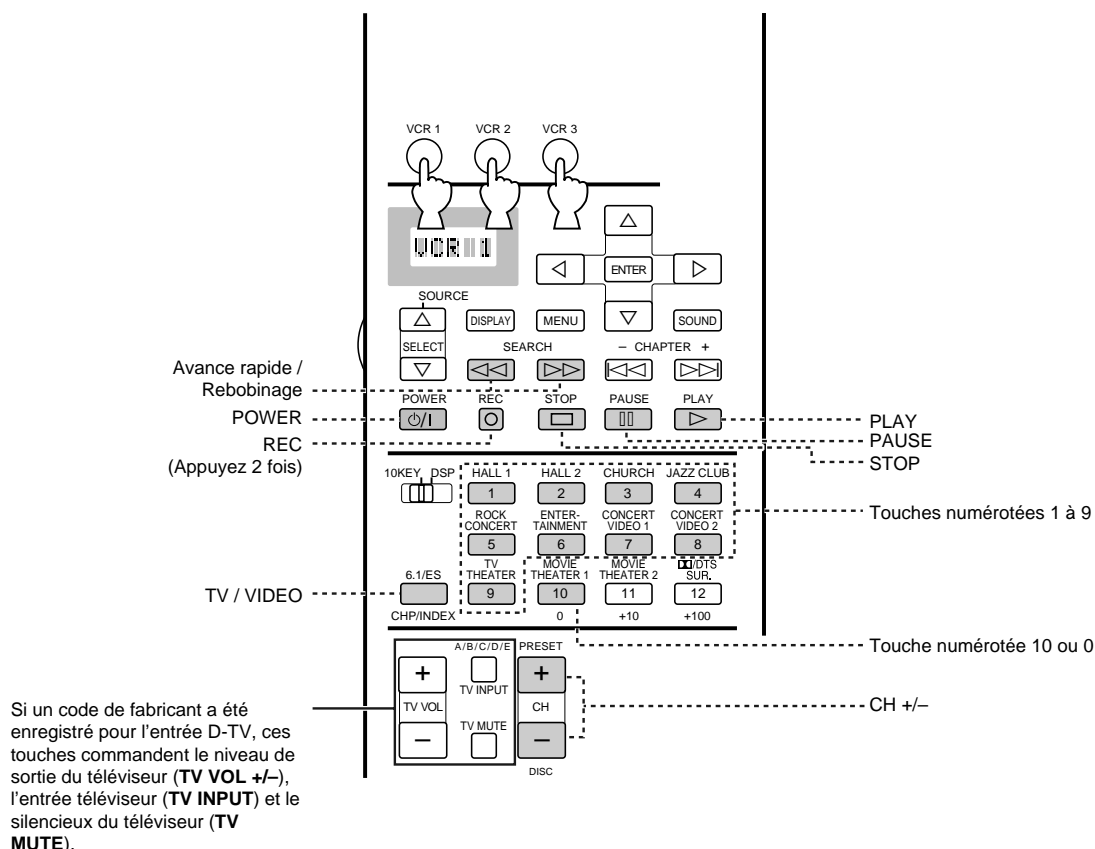 VCR 1 VCR 2 VCR 3
VCR 1
ENTER
SOURCE
DISPLAY MENU SOUND
SELECT SEARCH – CHAPTER +
Avance rapide /
Rebobinage
POWER REC STOP PAUSE PLAY
POWER
REC
(Appuyez 2 fois)
PLAY
PAUSE
STOP
10KEY DSP HALL 1 HALL 2 CHURCH JAZZ CLUB
1 2 3 4
ROCK CONCERT ENTER-TAINMENT CONCERT VIDEO 1 CONCERT VIDEO 2
5 6 7 8
Touches numérotées 1 à 9
6.1/ES TV THEATER MOVIE THEATER 1 MOVIE THEATER 2 /DTS SUR.
9 10 11 12
TV / VIDEO
CHP/INDEX 0 +10 +100
Touche numérotée 10 ou 0
A/B/C/D/E PRESET
+ TV INPUT +
TV VOL CH
– TV MUTE –
DISC
CH +/–
Si un code de fabricant a été
enregistré pour l'entrée D-TV, ces
touches commandent le niveau de
sortie du téléviseur (TV VOL +/–),
l'entrée téléviseur (TV INPUT) et le
silencieux du téléviseur (TV
MUTE).